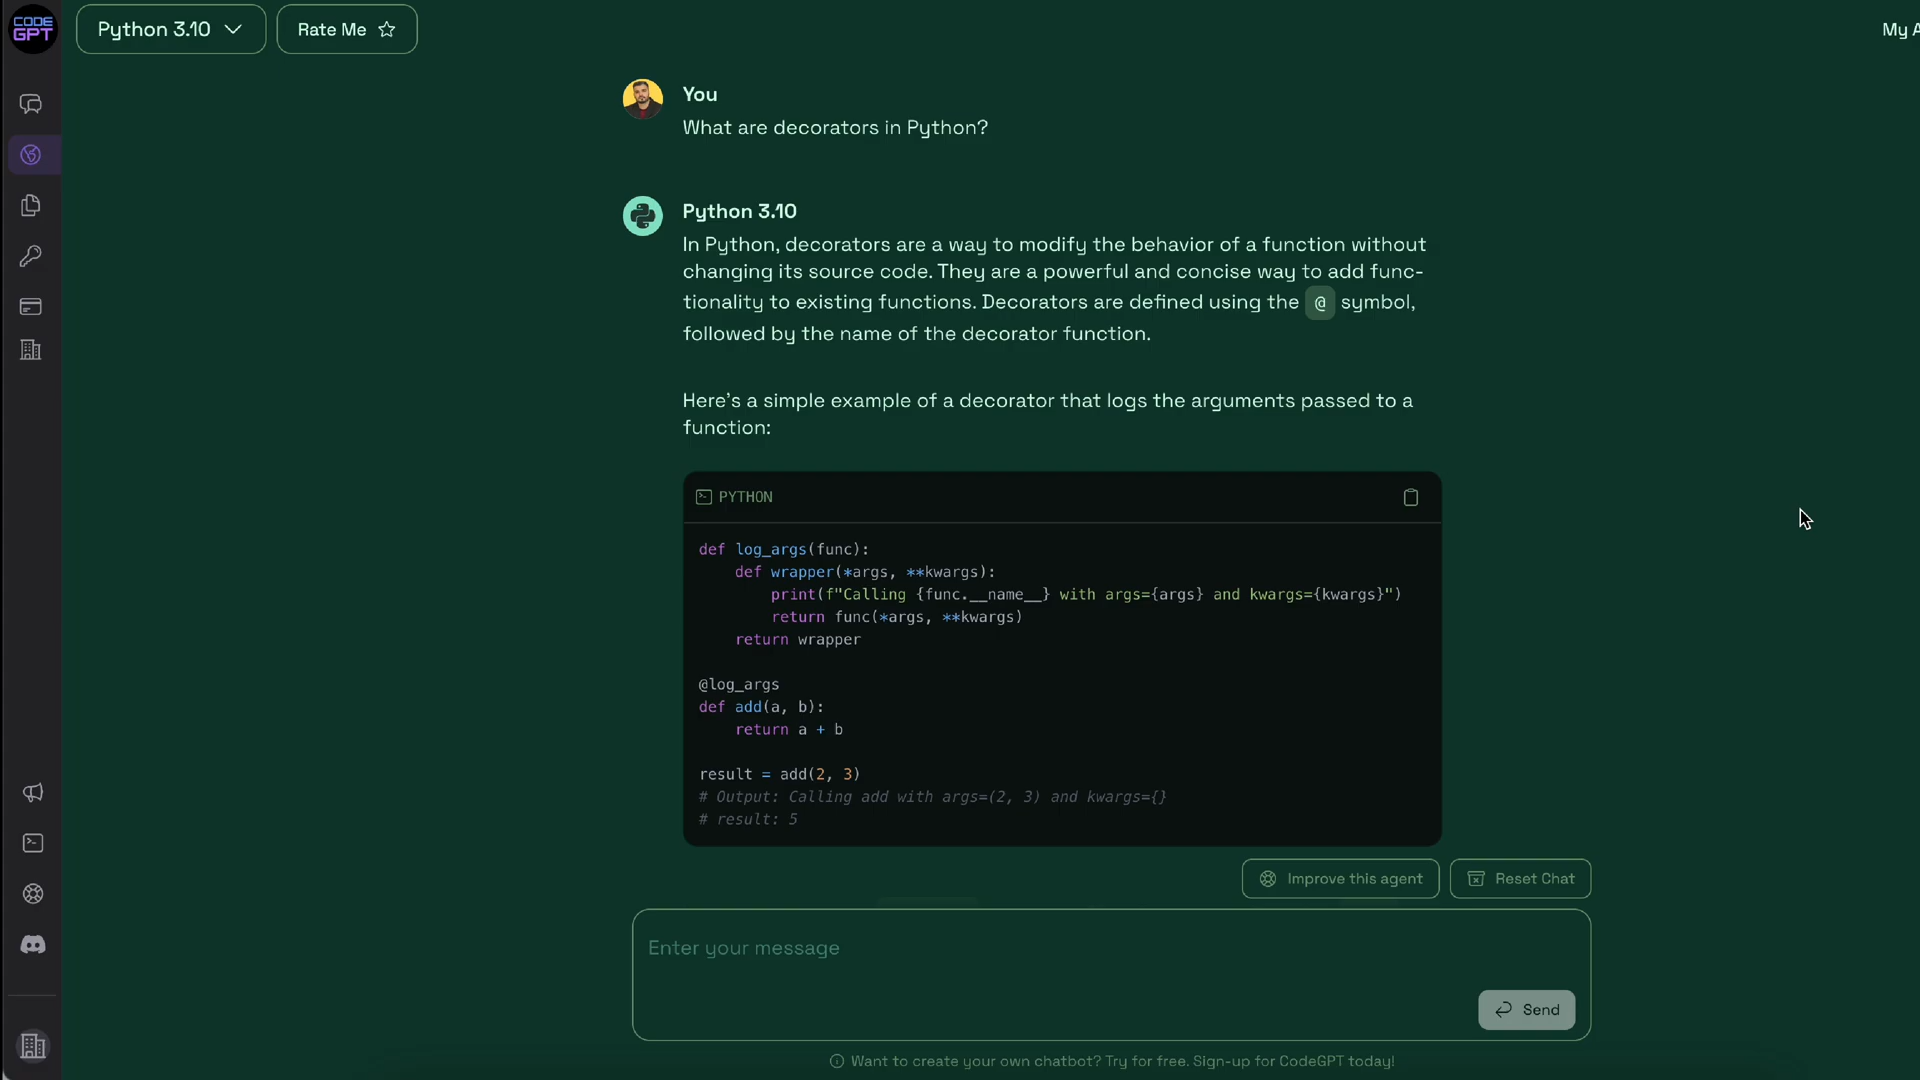 CODE
GPT
Python 3.10
Rate Me
My A
You
What are decorators in Python?
Python 3.10
In Python, decorators are a way to modify the behavior of a function without
changing its source code. They are a powerful and concise way to add func-
tionality to existing functions. Decorators are defined using the @ symbol,
followed by the name of the decorator function.
Here's a simple example of a decorator that logs the arguments passed to a
function:
PYTHON
def log_args(func):
    def wrapper(*args, **kwargs):
        print(f"Calling {func.__name__} with args={args} and kwargs={kwargs}")
        return func(*args, **kwargs)
    return wrapper
@log_args
def add(a, b):
    return a + b
result = add(2, 3)
# Output: Calling add with args=(2, 3) and kwargs={}
# result: 5
Improve this agent
Reset Chat
Enter your message
Send
Want to create your own chatbot? Try for free. Sign-up for CodeGPT today!